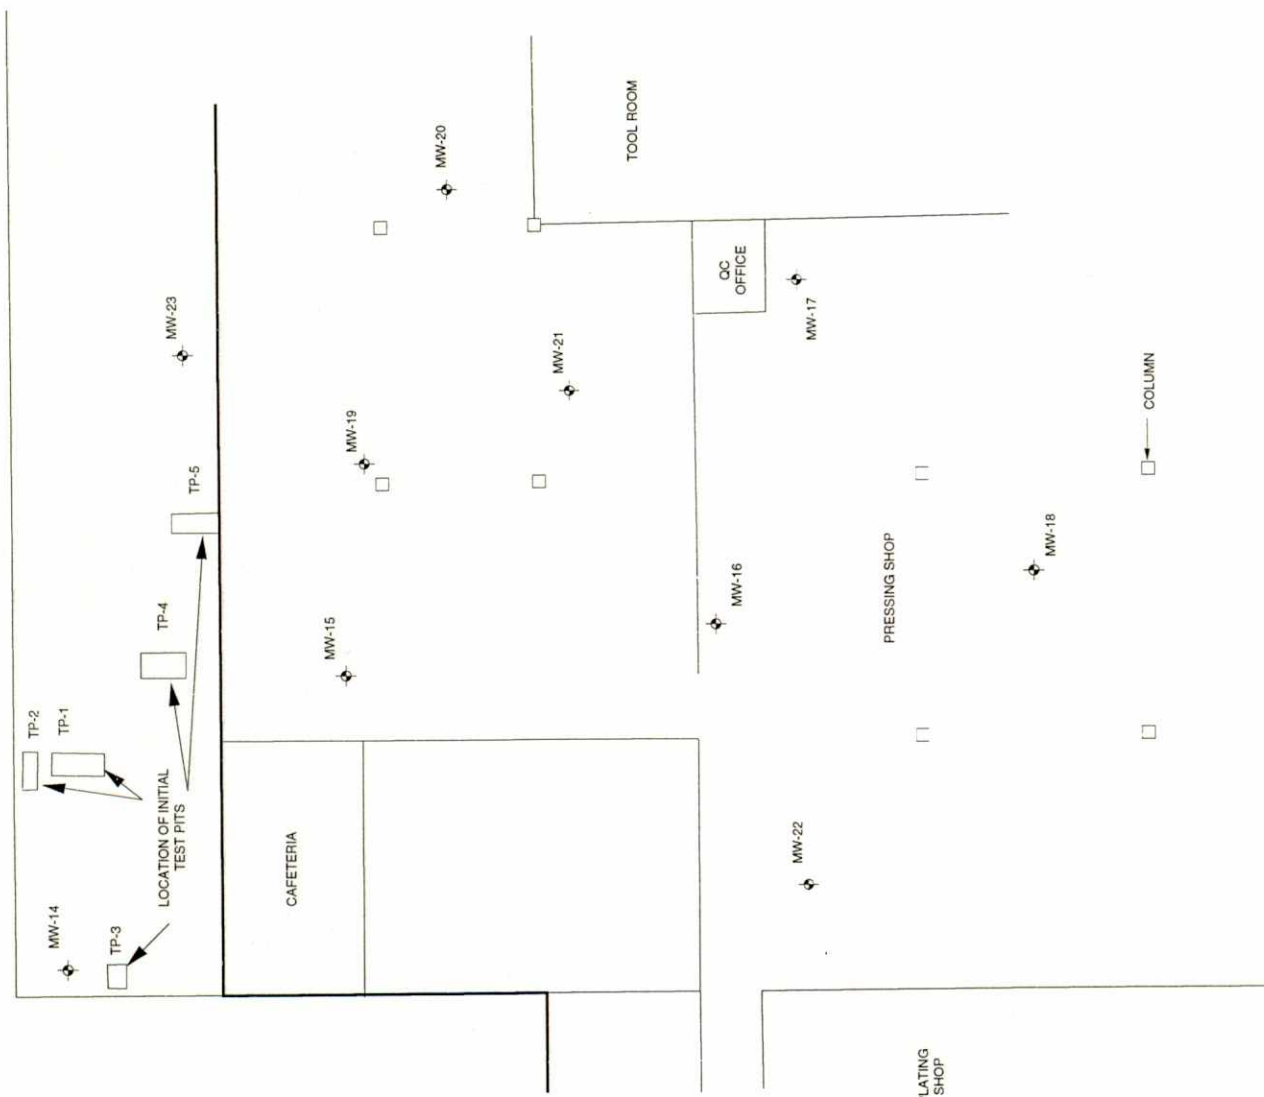 MW-20
TOOL ROOM
MW-23
QC
OFFICE
MW-17
MW-21
COLUMN
MW-19
TP-5
MW-18
MW-16
PRESSING SHOP
TP-4
MW-15
TP-2
TP-1
LOCATION OF INITIAL
TEST PITS
CAFETERIA
MW-22
MW-14
TP-3
LATING
SHOP